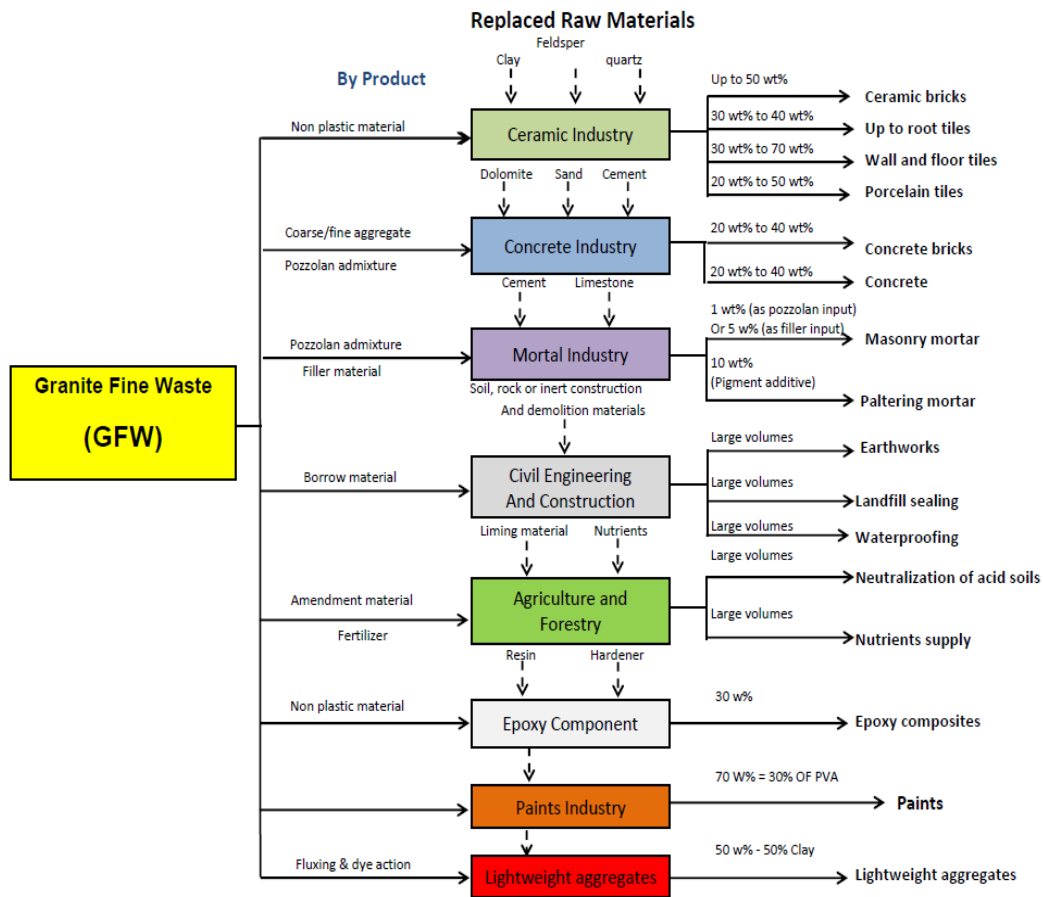 Replaced Raw Materials
Feldsper
Clay
quartz
By Product
Non plastic material
Ceramic Industry
Up to 50 wt%
Ceramic bricks
30 wt% to 40 wt%
Up to root tiles
30 wt% to 70 wt%
Wall and floor tiles
20 wt% to 50 wt%
Porcelain tiles
Dolomite
Sand
Cement
Coarse/fine aggregate
Pozzolan admixture
Concrete Industry
20 wt% to 40 wt%
Concrete bricks
20 wt% to 40 wt%
Concrete
Cement
Limestone
Pozzolan admixture
Filler material
Mortal Industry
1 wt% (as pozzolan input)
Or 5 w% (as filler input)
Masonry mortar
10 wt%
(Pigment additive)
Paltering mortar
Granite Fine Waste
(GFW)
Soil, rock or inert construction
And demolition materials
Borrow material
Civil Engineering
And Construction
Large volumes
Earthworks
Large volumes
Landfill sealing
Large volumes
Waterproofing
Liming material
Nutrients
Amendment material
Fertilizer
Agriculture and
Forestry
Large volumes
Neutralization of acid soils
Large volumes
Nutrients supply
Resin
Hardener
Non plastic material
Epoxy Component
30 w%
Epoxy composites
Paints Industry
70 W% = 30% OF PVA
Paints
Fluxing & dye action
Lightweight aggregates
50 w% - 50% Clay
Lightweight aggregates